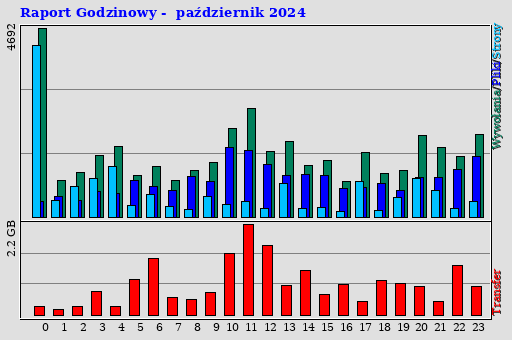 Raport Godzinowy - październik 2024
4692
Wywołania/Pliki/Strony
2.2 GB
Transfer
0 1 2 3 4 5 6 7 8 9 10 11 12 13 14 15 16 17 18 19 20 21 22 23